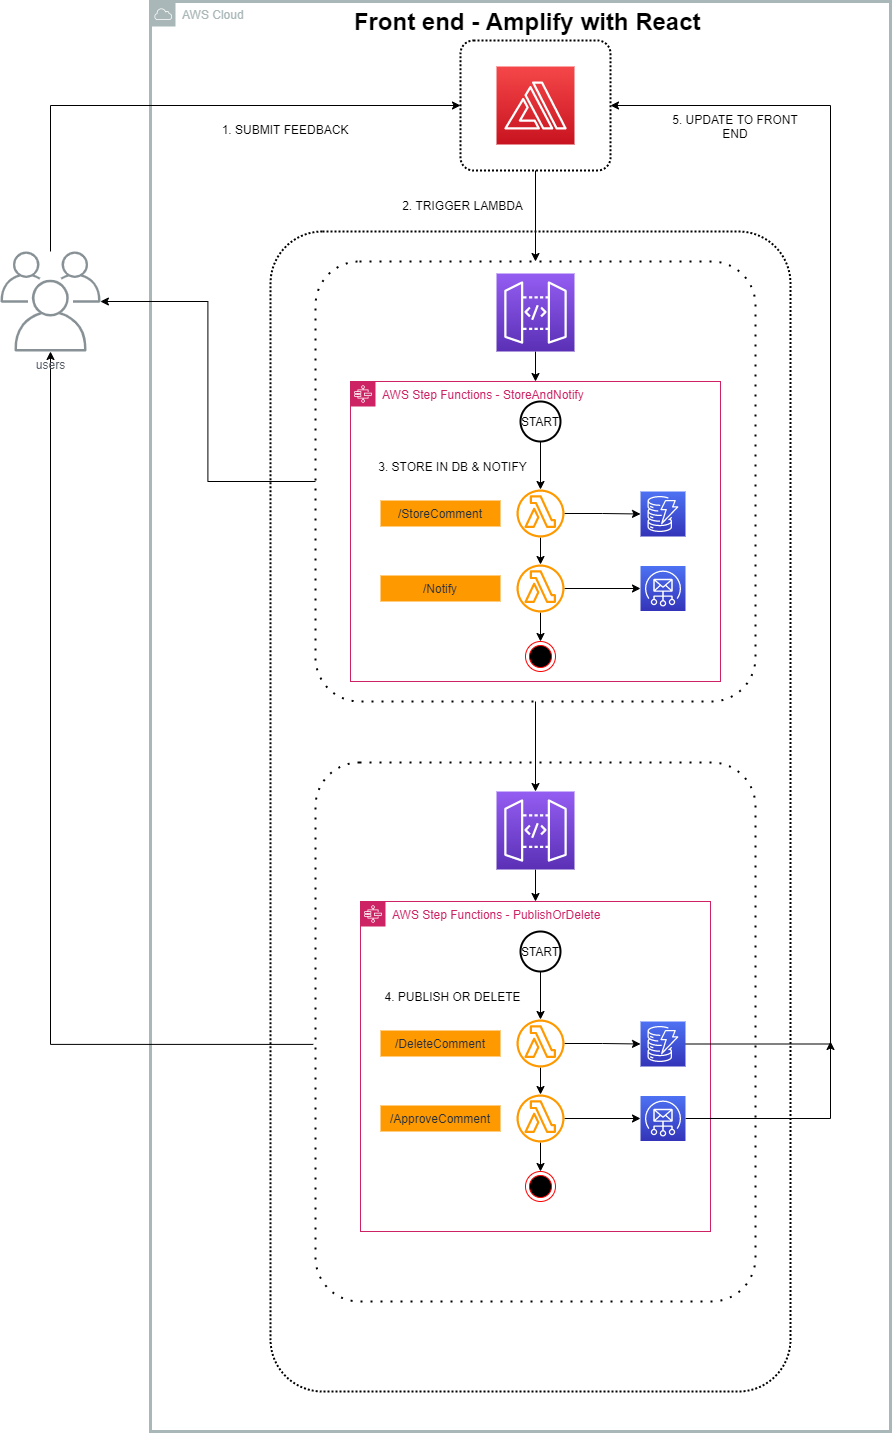 AWS Cloud
Front end - Amplify with React
1. SUBMIT FEEDBACK
5. UPDATE TO FRONT
END
2. TRIGGER LAMBDA
users
AWS Step Functions - StoreAndNotify
START
3. STORE IN DB & NOTIFY
/StoreComment
/Notify
AWS Step Functions - PublishOrDelete
START
4. PUBLISH OR DELETE
/DeleteComment
/ApproveComment